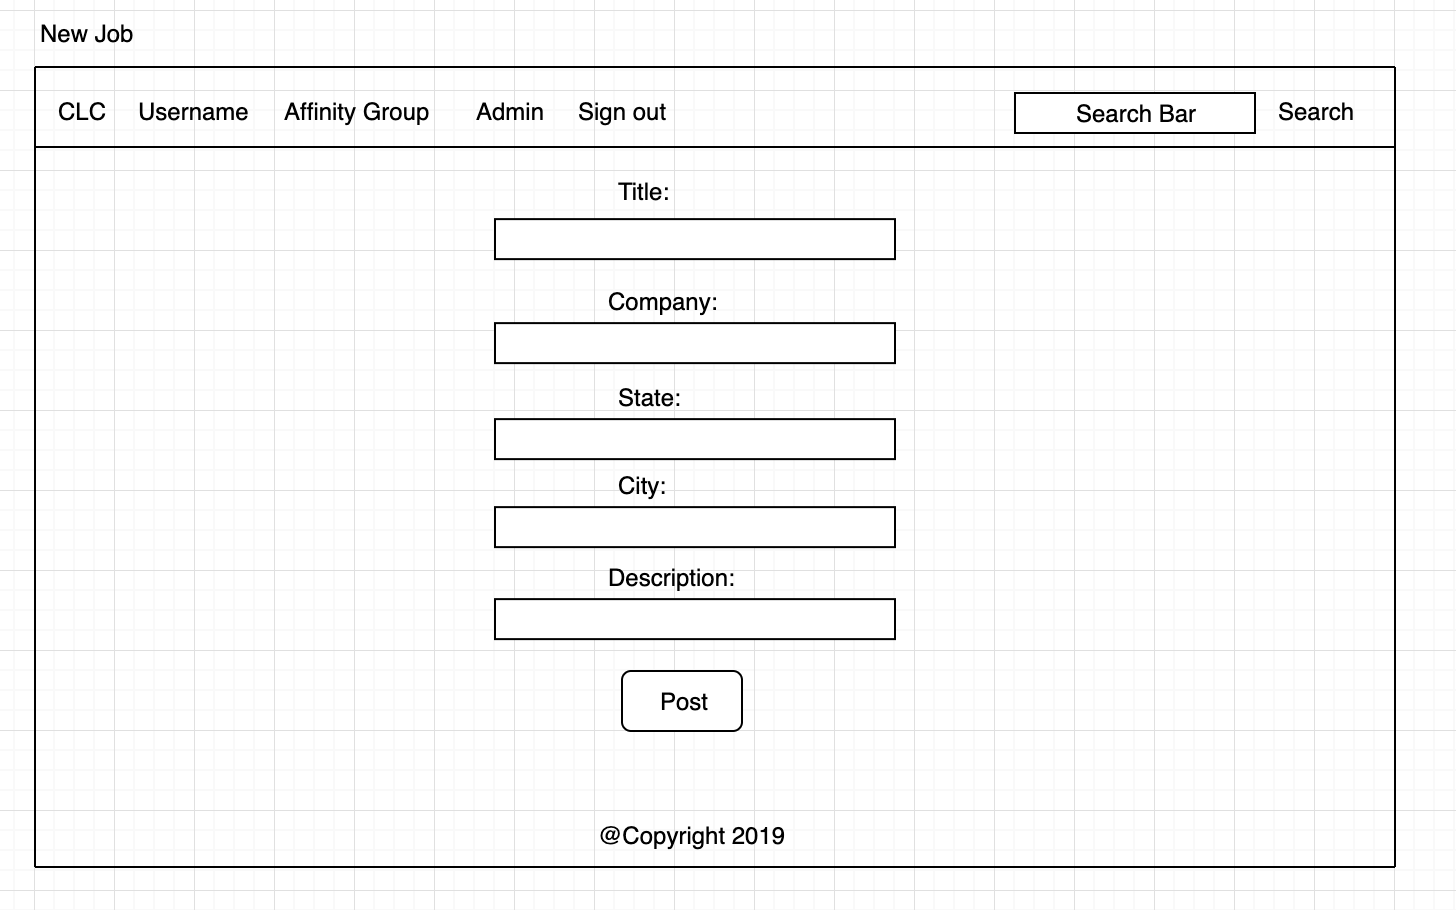 New Job
CLC Username Affinity Group Admin Sign out Search Bar Search
Title:
Company:
State:
City:
Description:
Post
@Copyright 2019